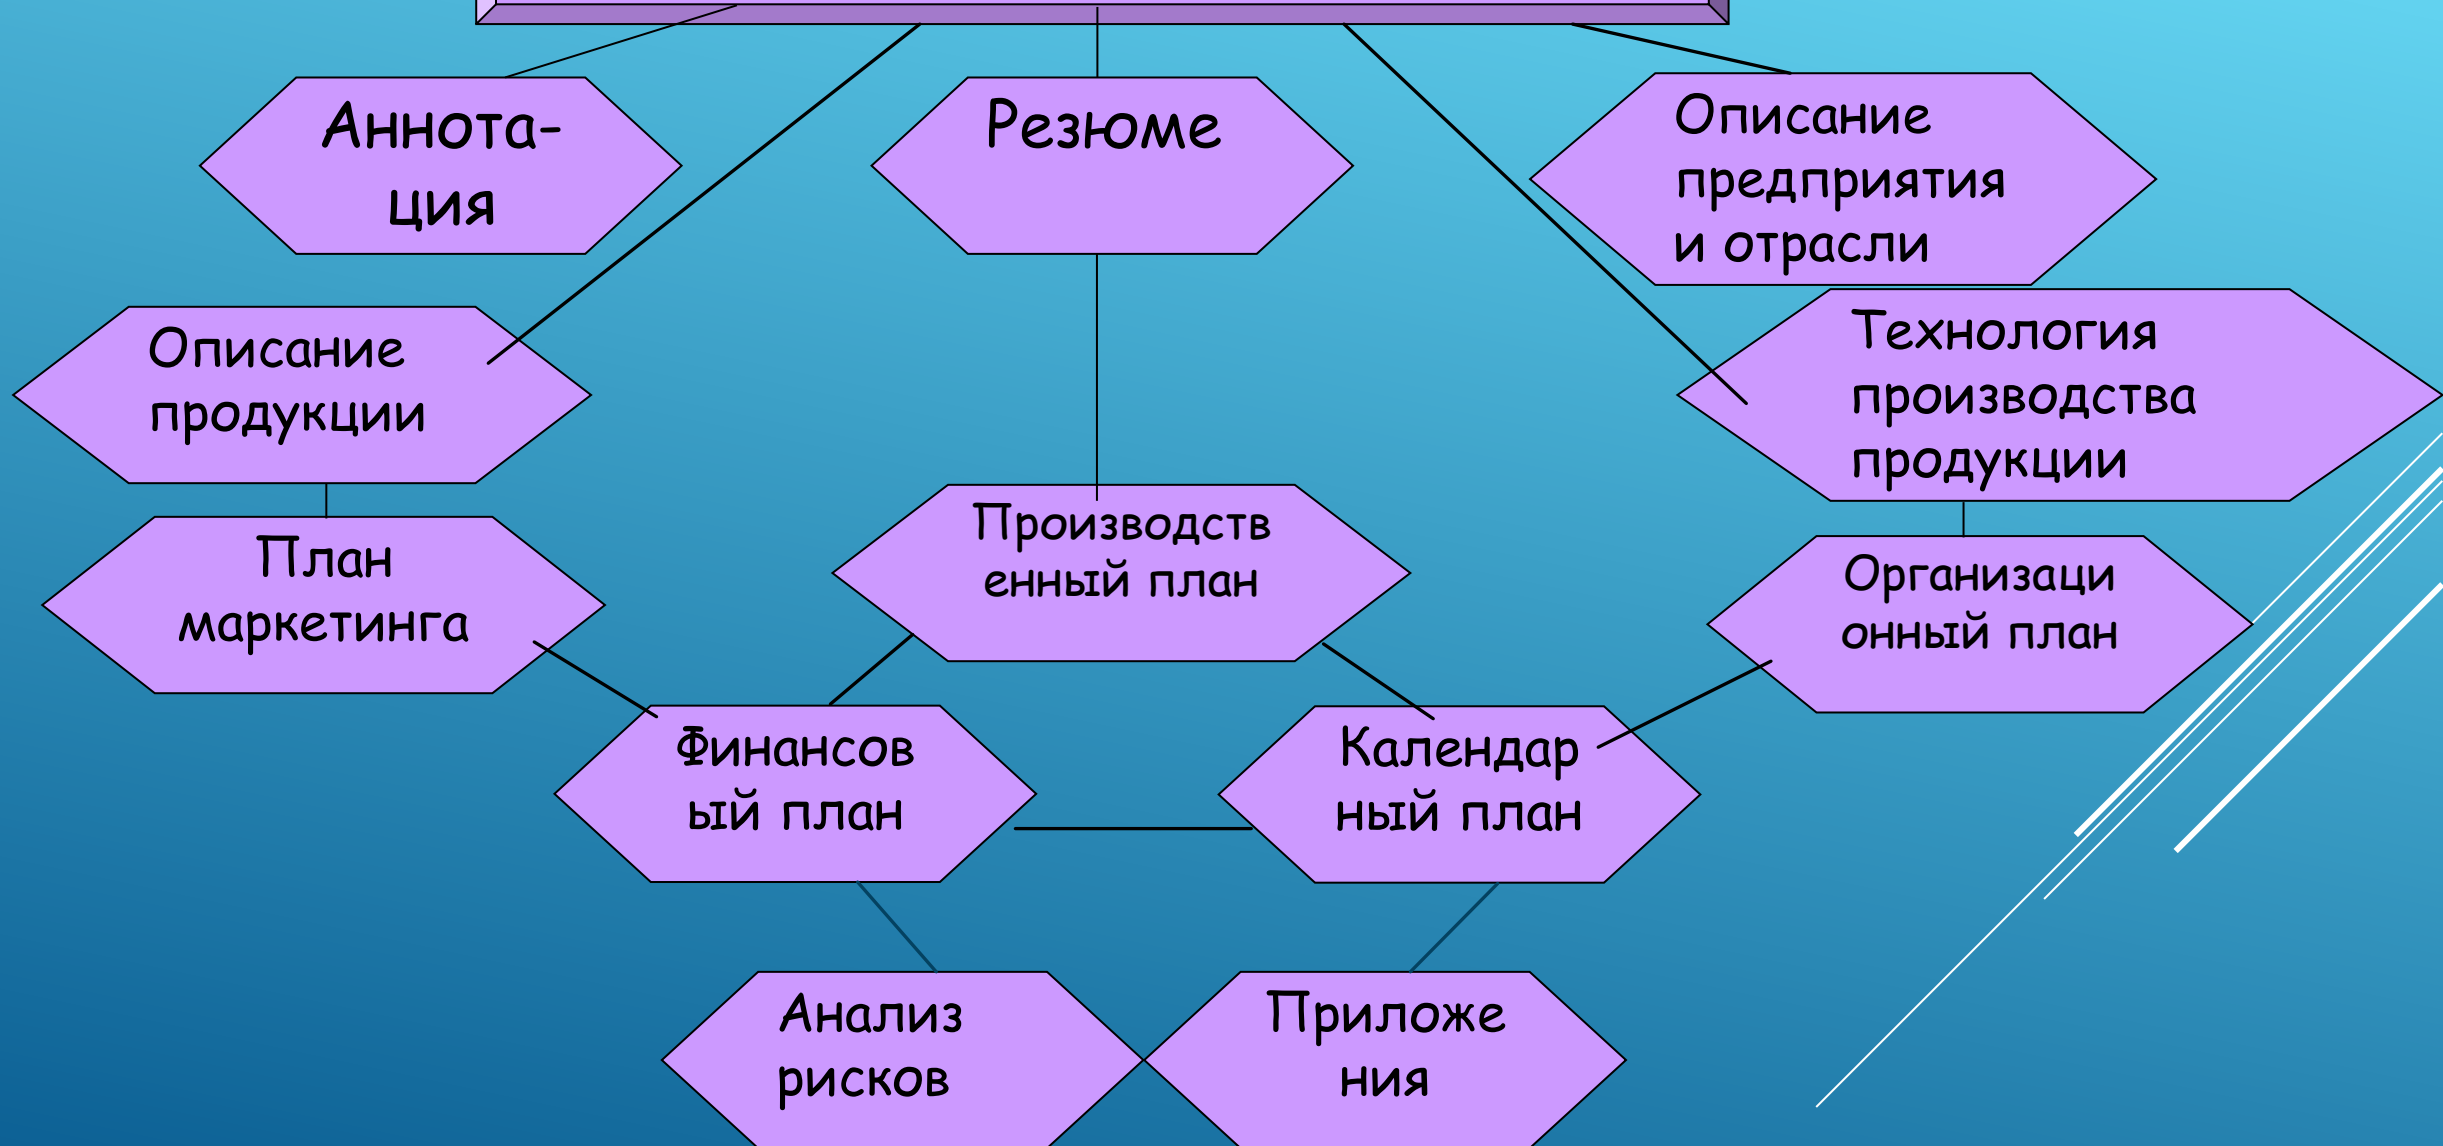 Аннота-
ция
Резюме
Описание
предприятия
и отрасли
Описание
продукции
Технология
производства
продукции
План
маркетинга
Производств
енный план
Организаци
онный план
Финансов
ый план
Календар
ный план
Анализ
рисков
Приложе
ния